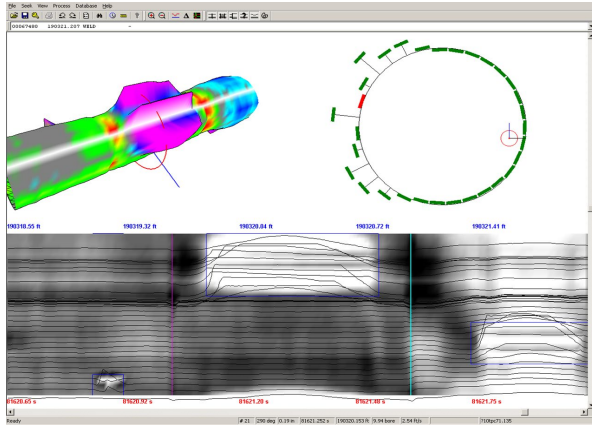 File Seek View Process Database Help
00067480 190321.207 WELD -
190318.55 ft 190319.32 ft 190320.04 ft 190320.72 ft 190321.41 ft
81620.65 s 81620.92 s 81621.20 s 81621.48 s 81621.75 s
Ready # 21 290 deg 0.19 in 81621.252 s 190320.153 ft 9.94 bore 2.54 ft/s 710tpc71.135